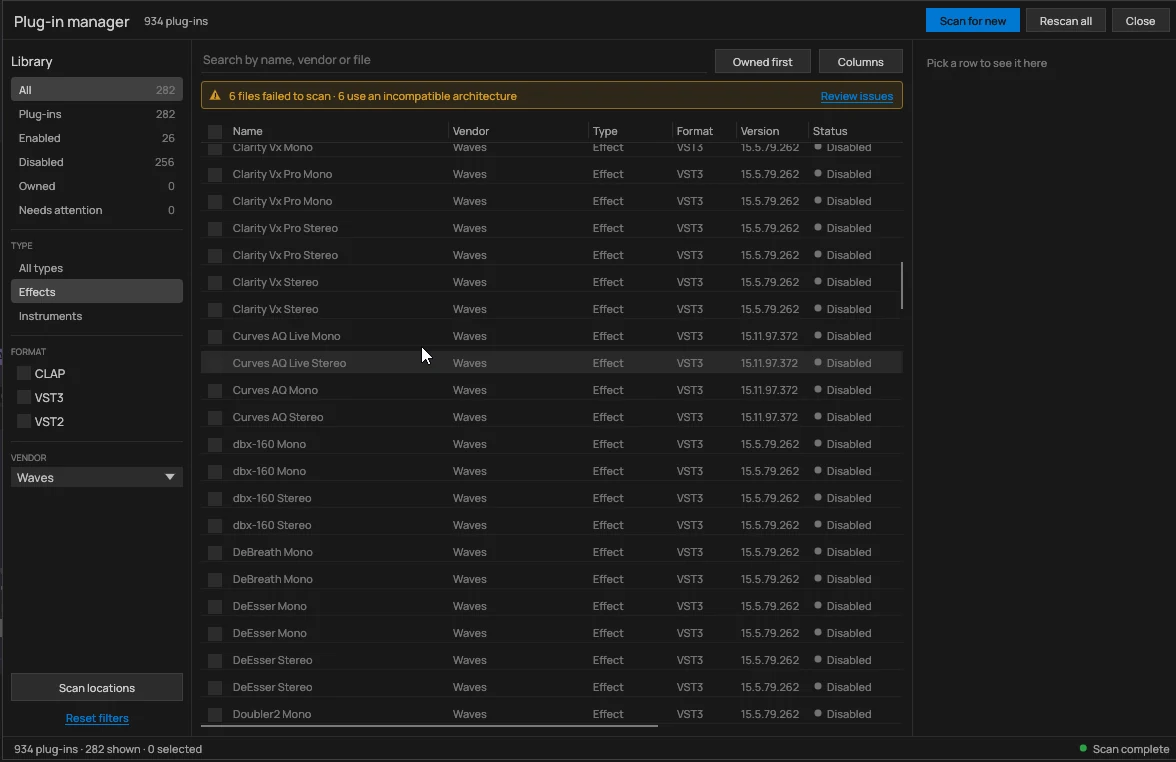 Plug-in manager 934 plug-ins Scan for new Rescan all Close
Library
All 282
Plug-ins 282
Enabled 26
Disabled 256
Owned 0
Needs attention 0
TYPE
All types
Effects
Instruments
FORMAT
CLAP
VST3
VST2
VENDOR
Waves
Scan locations
Reset filters
Search by name, vendor or file Owned first Columns
6 files failed to scan · 6 use an incompatible architecture Review issues
Name Vendor Type Format Version Status
Clarity Vx Mono Waves Effect VST3 15.5.79.262 Disabled
Clarity Vx Pro Mono Waves Effect VST3 15.5.79.262 Disabled
Clarity Vx Pro Mono Waves Effect VST3 15.5.79.262 Disabled
Clarity Vx Pro Stereo Waves Effect VST3 15.5.79.262 Disabled
Clarity Vx Pro Stereo Waves Effect VST3 15.5.79.262 Disabled
Clarity Vx Stereo Waves Effect VST3 15.5.79.262 Disabled
Clarity Vx Stereo Waves Effect VST3 15.5.79.262 Disabled
Curves AQ Live Mono Waves Effect VST3 15.11.97.372 Disabled
Curves AQ Live Stereo Waves Effect VST3 15.11.97.372 Disabled
Curves AQ Mono Waves Effect VST3 15.11.97.372 Disabled
Curves AQ Stereo Waves Effect VST3 15.11.97.372 Disabled
dbx-160 Mono Waves Effect VST3 15.5.79.262 Disabled
dbx-160 Mono Waves Effect VST3 15.5.79.262 Disabled
dbx-160 Stereo Waves Effect VST3 15.5.79.262 Disabled
dbx-160 Stereo Waves Effect VST3 15.5.79.262 Disabled
DeBreath Mono Waves Effect VST3 15.5.79.262 Disabled
DeBreath Mono Waves Effect VST3 15.5.79.262 Disabled
DeEsser Mono Waves Effect VST3 15.5.79.262 Disabled
DeEsser Mono Waves Effect VST3 15.5.79.262 Disabled
DeEsser Stereo Waves Effect VST3 15.5.79.262 Disabled
DeEsser Stereo Waves Effect VST3 15.5.79.262 Disabled
Doubler2 Mono Waves Effect VST3 15.5.79.262 Disabled
Pick a row to see it here
934 plug-ins · 282 shown · 0 selected Scan complete